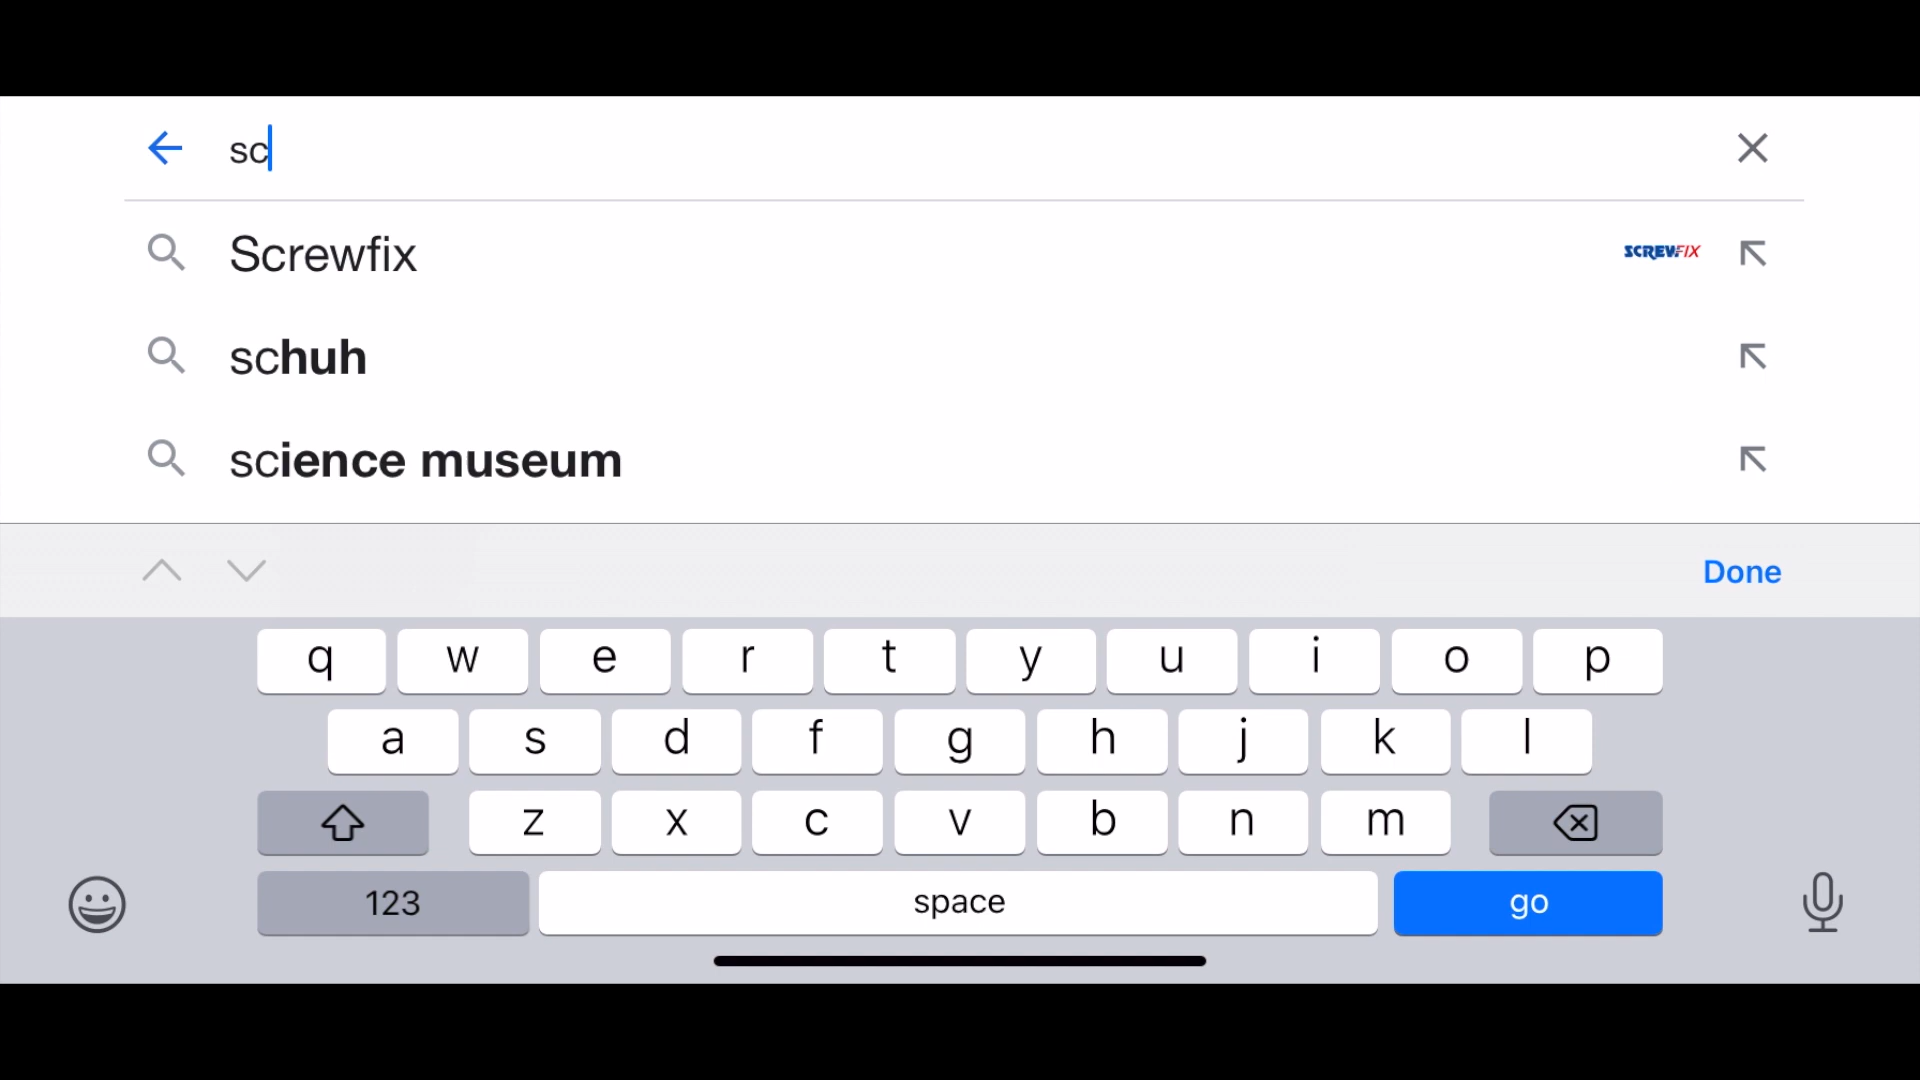 sc
Screwfix SCREWFIX
schuh
science museum
Done
q w e r t y u i o p
a s d f g h j k l
z x c v b n m
123 space go